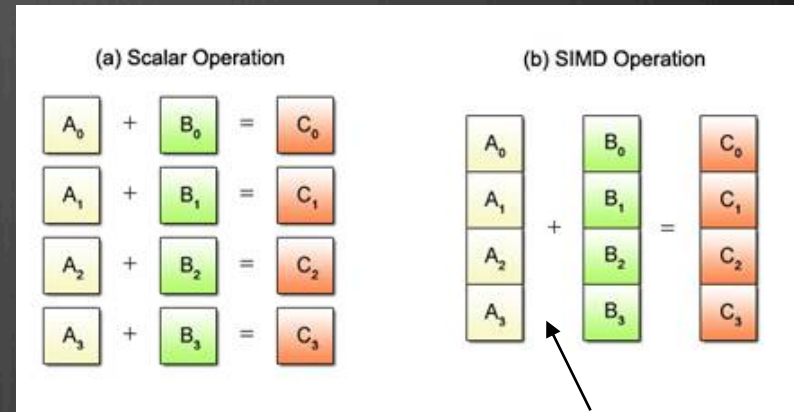 (a) Scalar Operation
A₀ + B₀ = C₀
A₁ + B₁ = C₁
A₂ + B₂ = C₂
A₃ + B₃ = C₃
(b) SIMD Operation
A₀ B₀ C₀
A₁ B₁ C₁
+ =
A₂ B₂ C₂
A₃ B₃ C₃